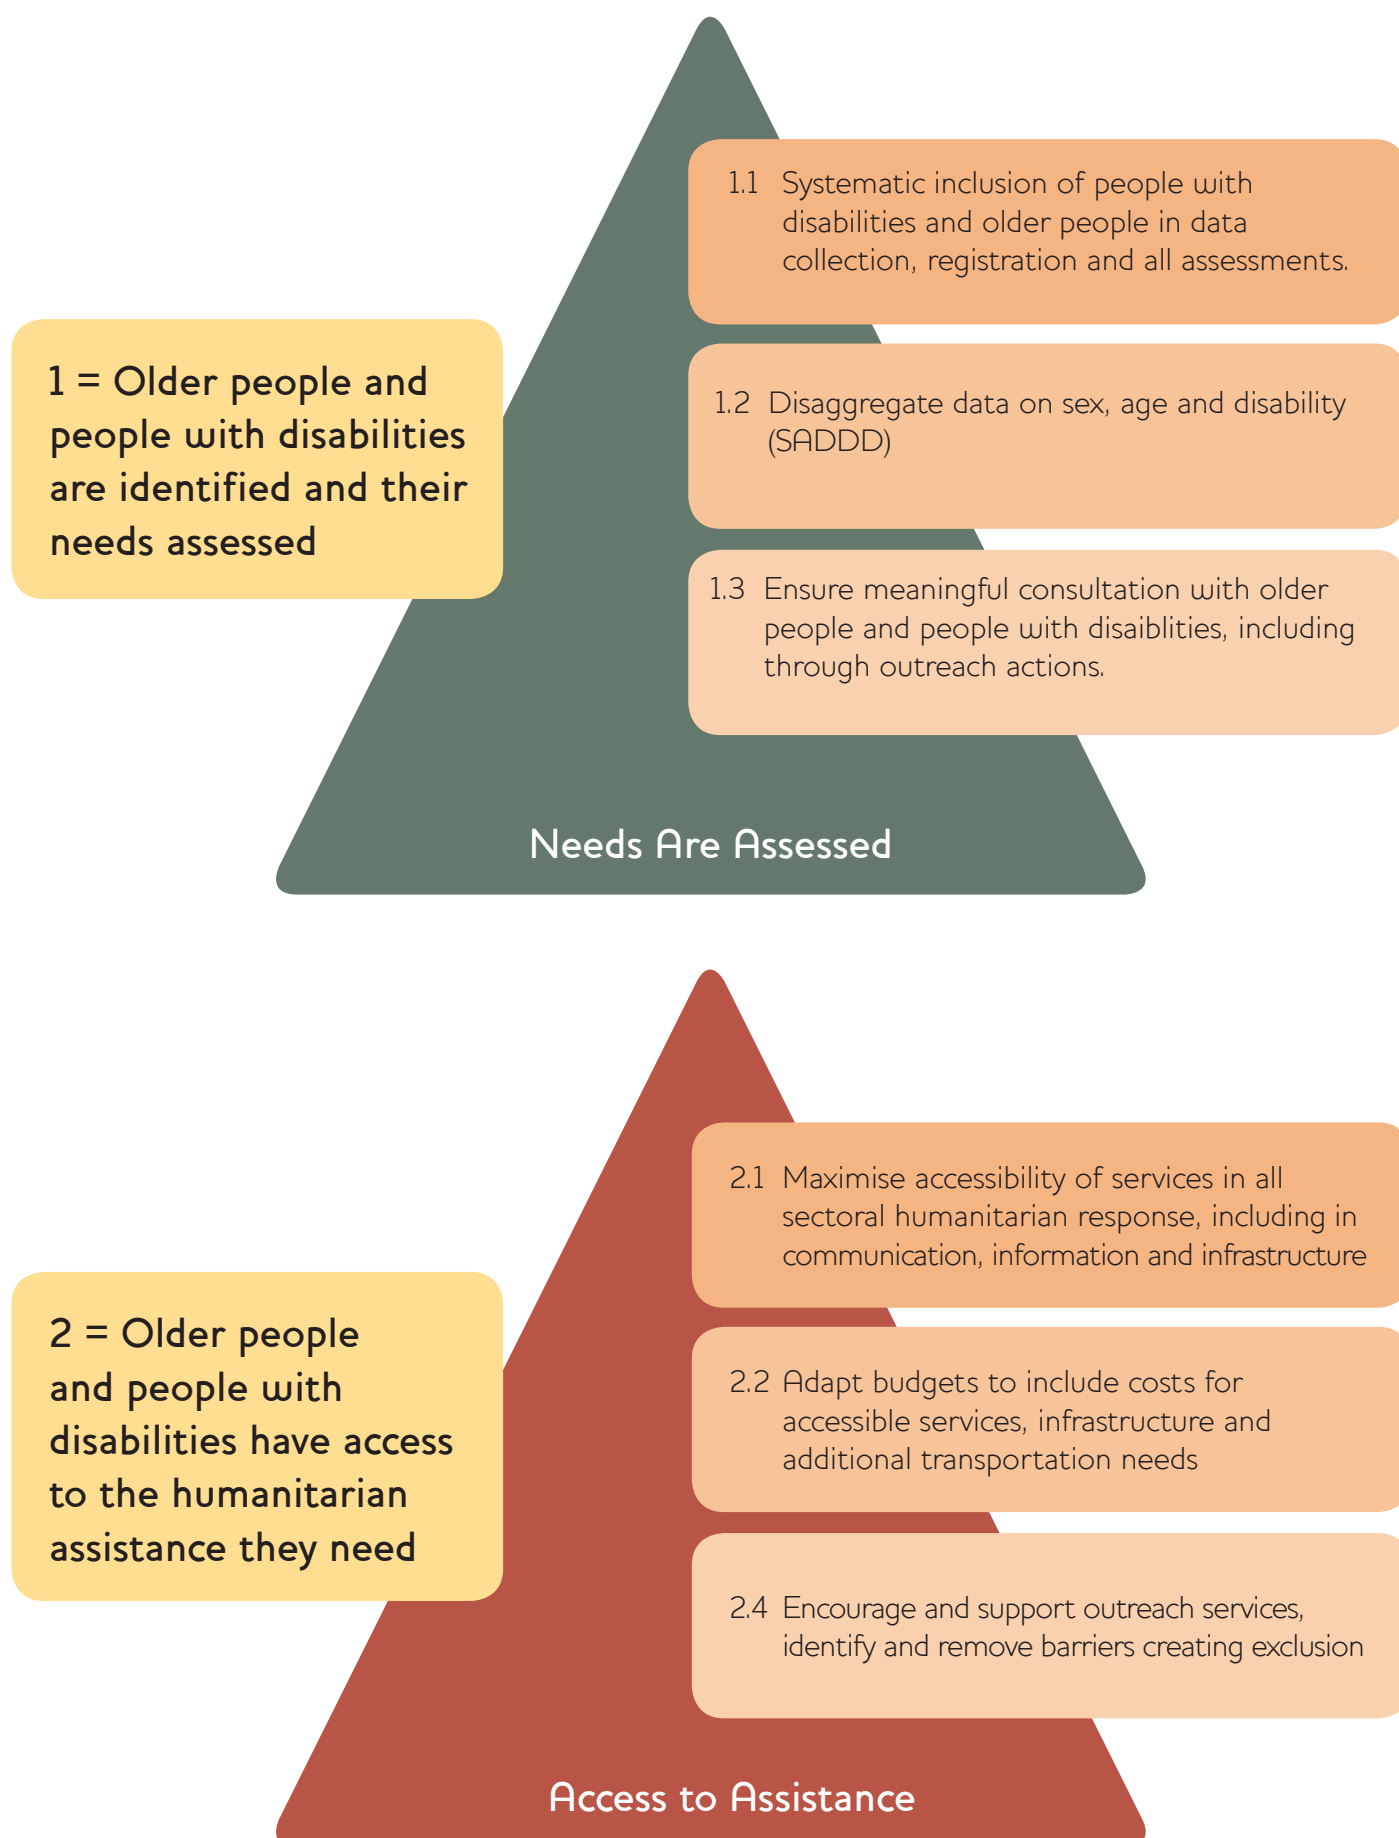 1.1 Systematic inclusion of people with
disabilities and older people in data
collection, registration and all assessments.
1 = Older people and
people with disabilities
are identified and their
needs assessed
1.2 Disaggregate data on sex, age and disability
(SADDD)
1.3 Ensure meaningful consultation with older
people and people with disaiblities, including
through outreach actions.
Needs Are Assessed
2.1 Maximise accessibility of services in all
sectoral humanitarian response, including in
communication, information and infrastructure
2 = Older people
and people with
disabilities have access
to the humanitarian
assistance they need
2.2 Adapt budgets to include costs for
accessible services, infrastructure and
additional transportation needs
2.4 Encourage and support outreach services,
identify and remove barriers creating exclusion
Access to Assistance